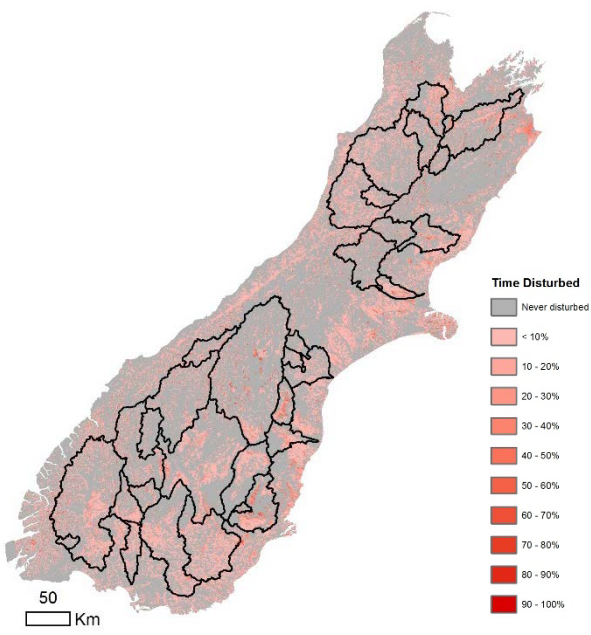 Time Disturbed
Never disturbed
< 10%
10 - 20%
20 - 30%
30 - 40%
40 - 50%
50 - 60%
60 - 70%
70 - 80%
80 - 90%
90 - 100%
50
Km